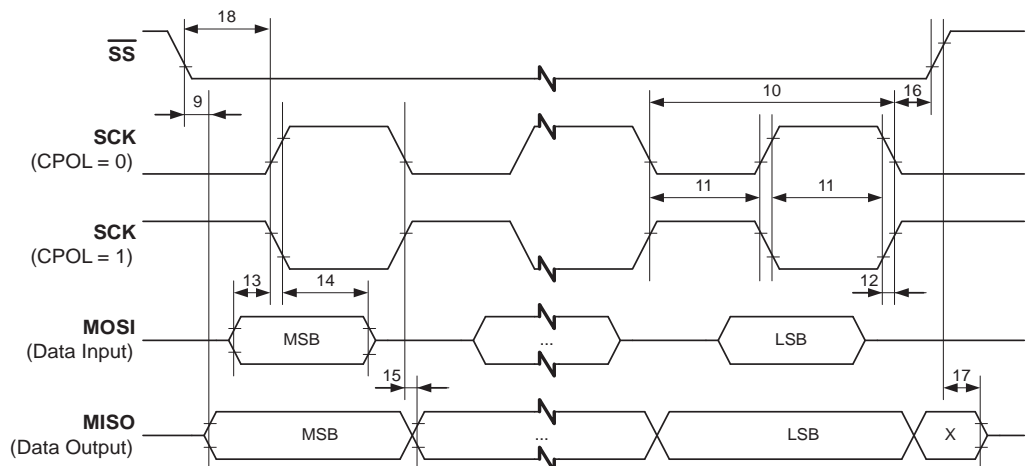 18
SS
10
9
16
SCK
(CPOL = 0)
11
11
SCK
(CPOL = 1)
13
14
12
MOSI
(Data Input)
MSB
...
LSB
15
17
MISO
(Data Output)
MSB
...
LSB
X